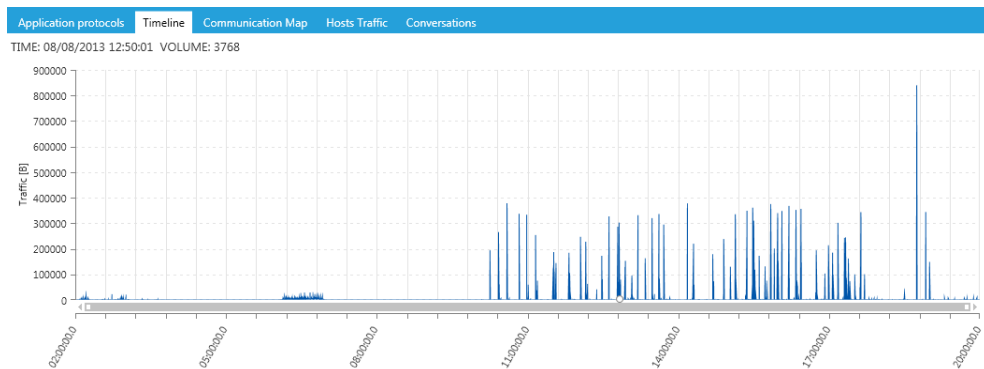 Application protocols Timeline Communication Map Hosts Traffic Conversations
TIME: 08/08/2013 12:50:01 VOLUME: 3768
900000
800000
700000
600000
500000
400000
300000
200000
100000
0
Traffic [B]
02:00:00.0 05:00:00.0 08:00:00.0 11:00:00.0 14:00:00.0 17:00:00.0 20:00:00.0